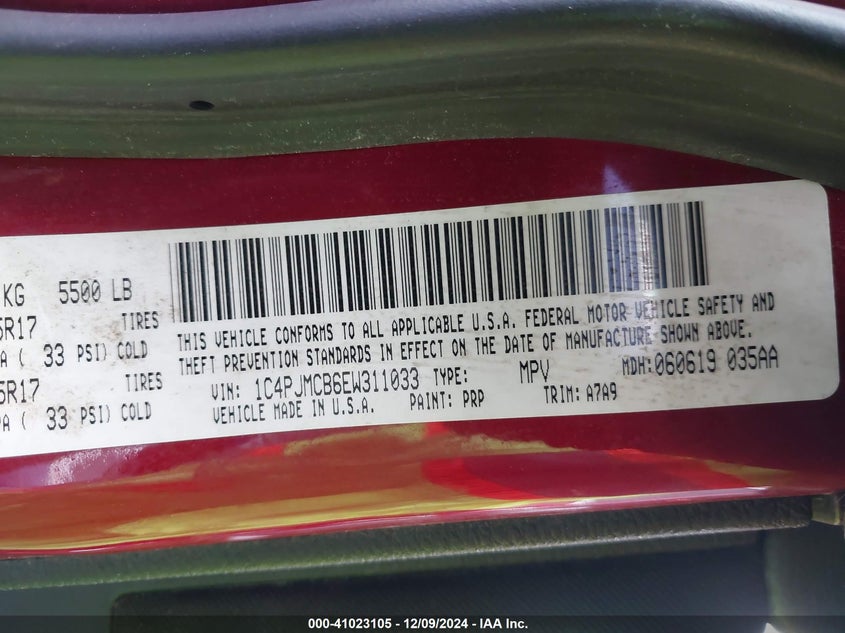 KG 5500 LB
5R17 TIRES
PA ( 33 PSI) COLD
5R17 TIRES
PA ( 33 PSI) COLD
THIS VEHICLE CONFORMS TO ALL APPLICABLE U.S.A. FEDERAL MOTOR VEHICLE SAFETY AND
THEFT PREVENTION STANDARDS IN EFFECT ON THE DATE OF MANUFACTURE SHOWN ABOVE.
VIN: 1C4PJMCB6EW311033 TYPE: MPV MDH:060619 035AA
VEHICLE MADE IN U.S.A. PAINT: PRP TRIM: A7A9
000-41023105 - 12/09/2024 - IAA Inc.